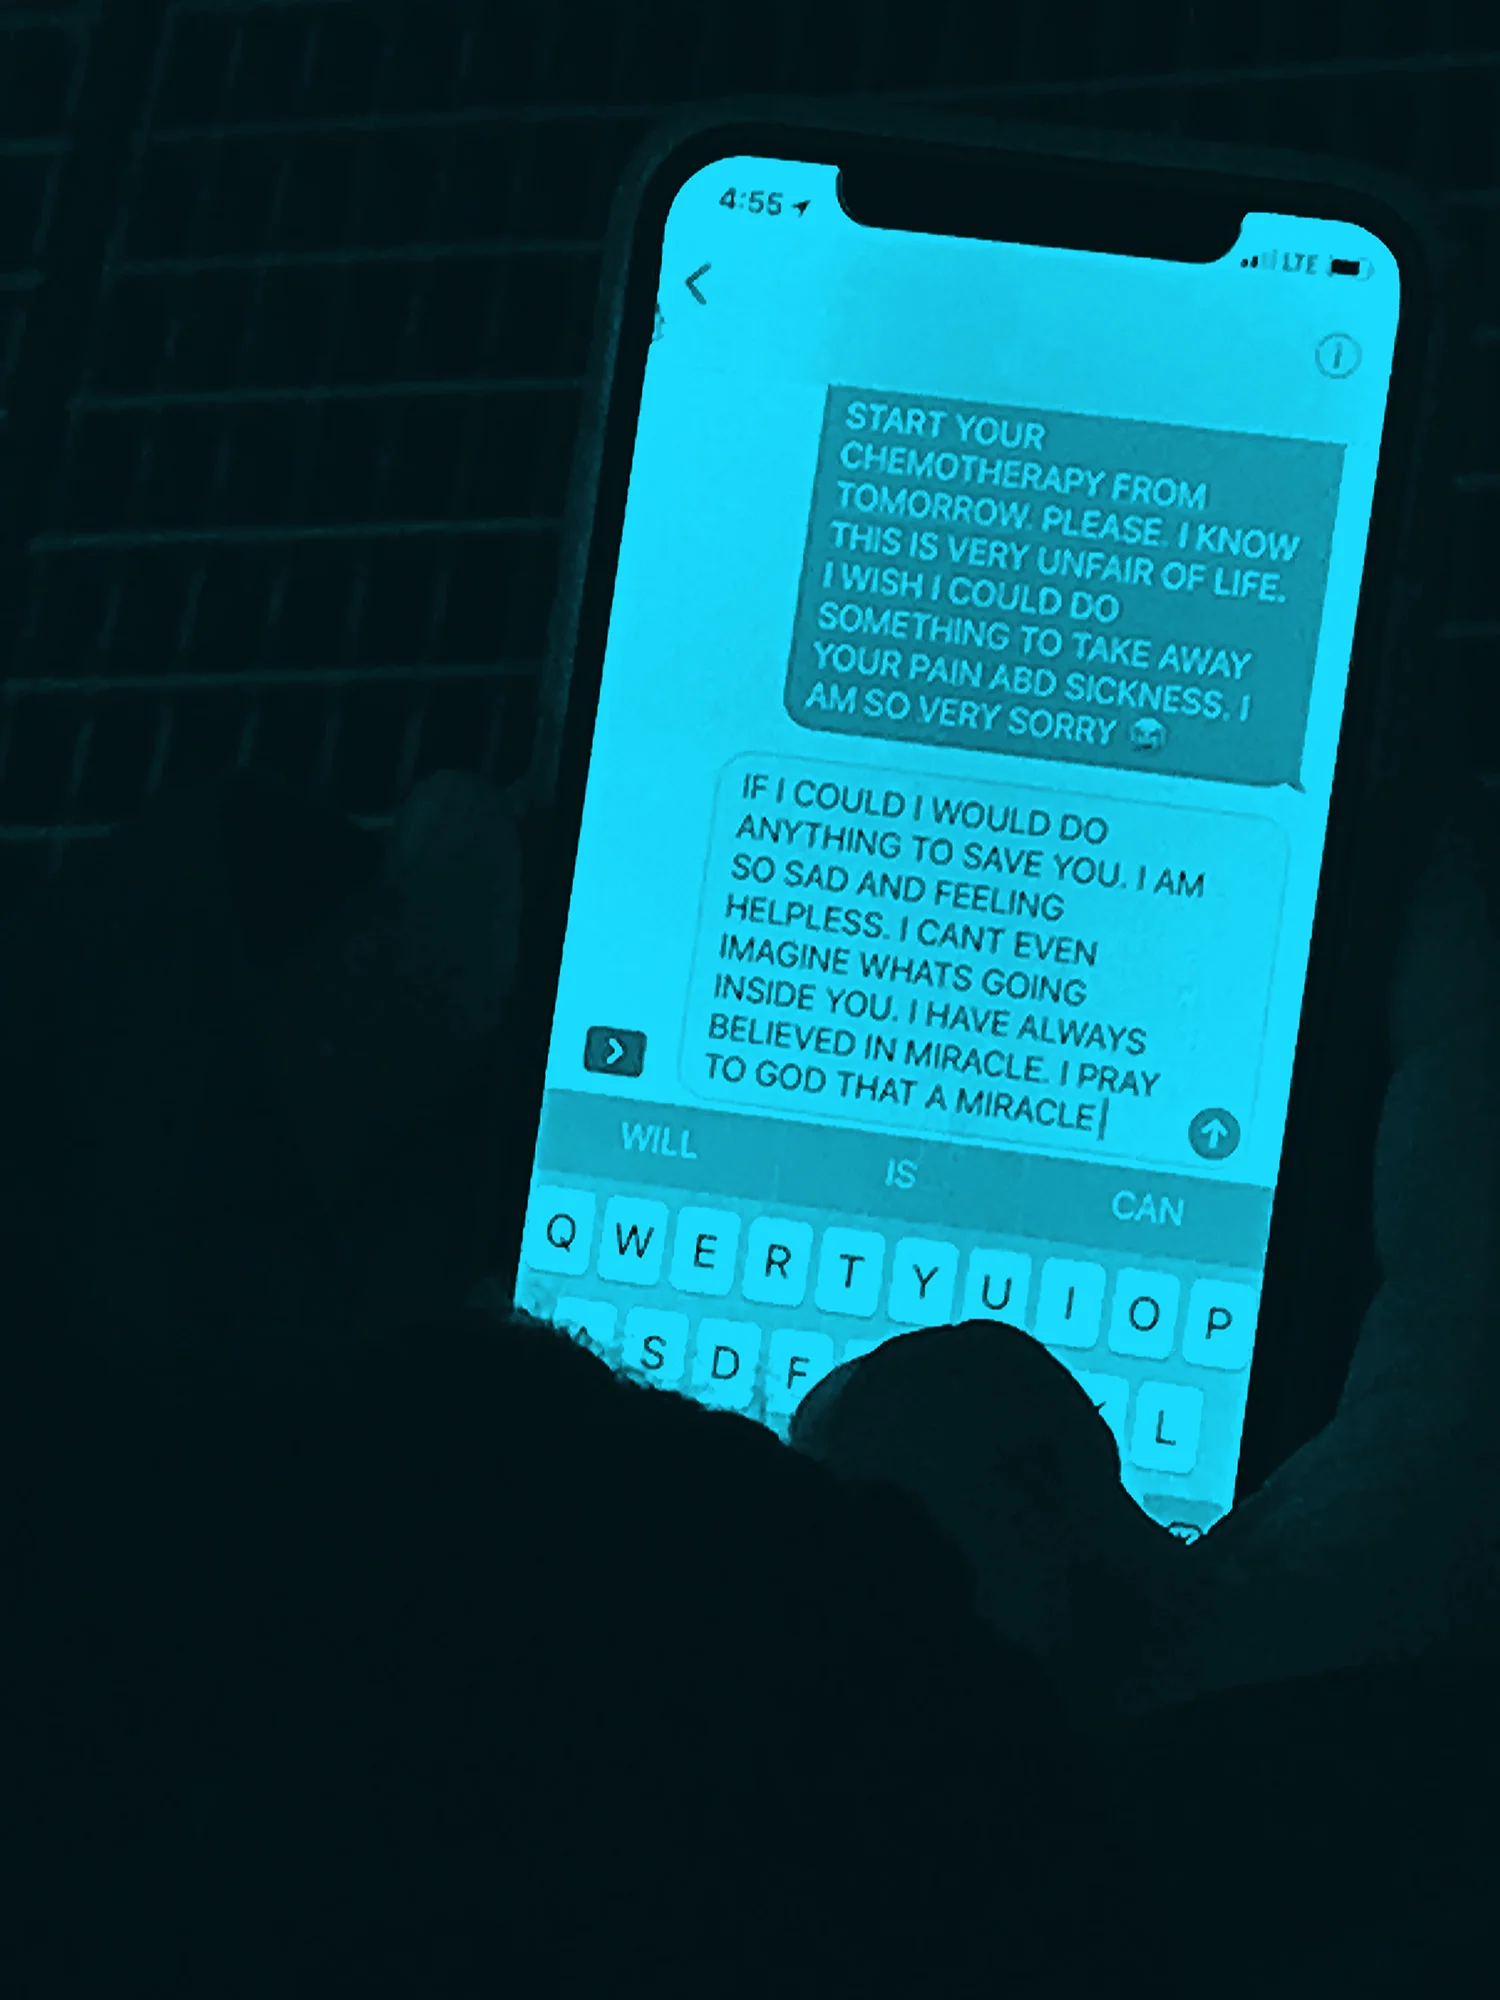 4:55
LTE
START YOUR
CHEMOTHERAPY FROM
TOMORROW. PLEASE. I KNOW
THIS IS VERY UNFAIR OF LIFE.
I WISH I COULD DO
SOMETHING TO TAKE AWAY
YOUR PAIN ABD SICKNESS. I
AM SO VERY SORRY
IF I COULD I WOULD DO
ANYTHING TO SAVE YOU. I AM
SO SAD AND FEELING
HELPLESS. I CANT EVEN
IMAGINE WHATS GOING
INSIDE YOU. I HAVE ALWAYS
BELIEVED IN MIRACLE. I PRAY
TO GOD THAT A MIRACLE
WILL IS CAN
Q W E R T Y U I O P
S D F L